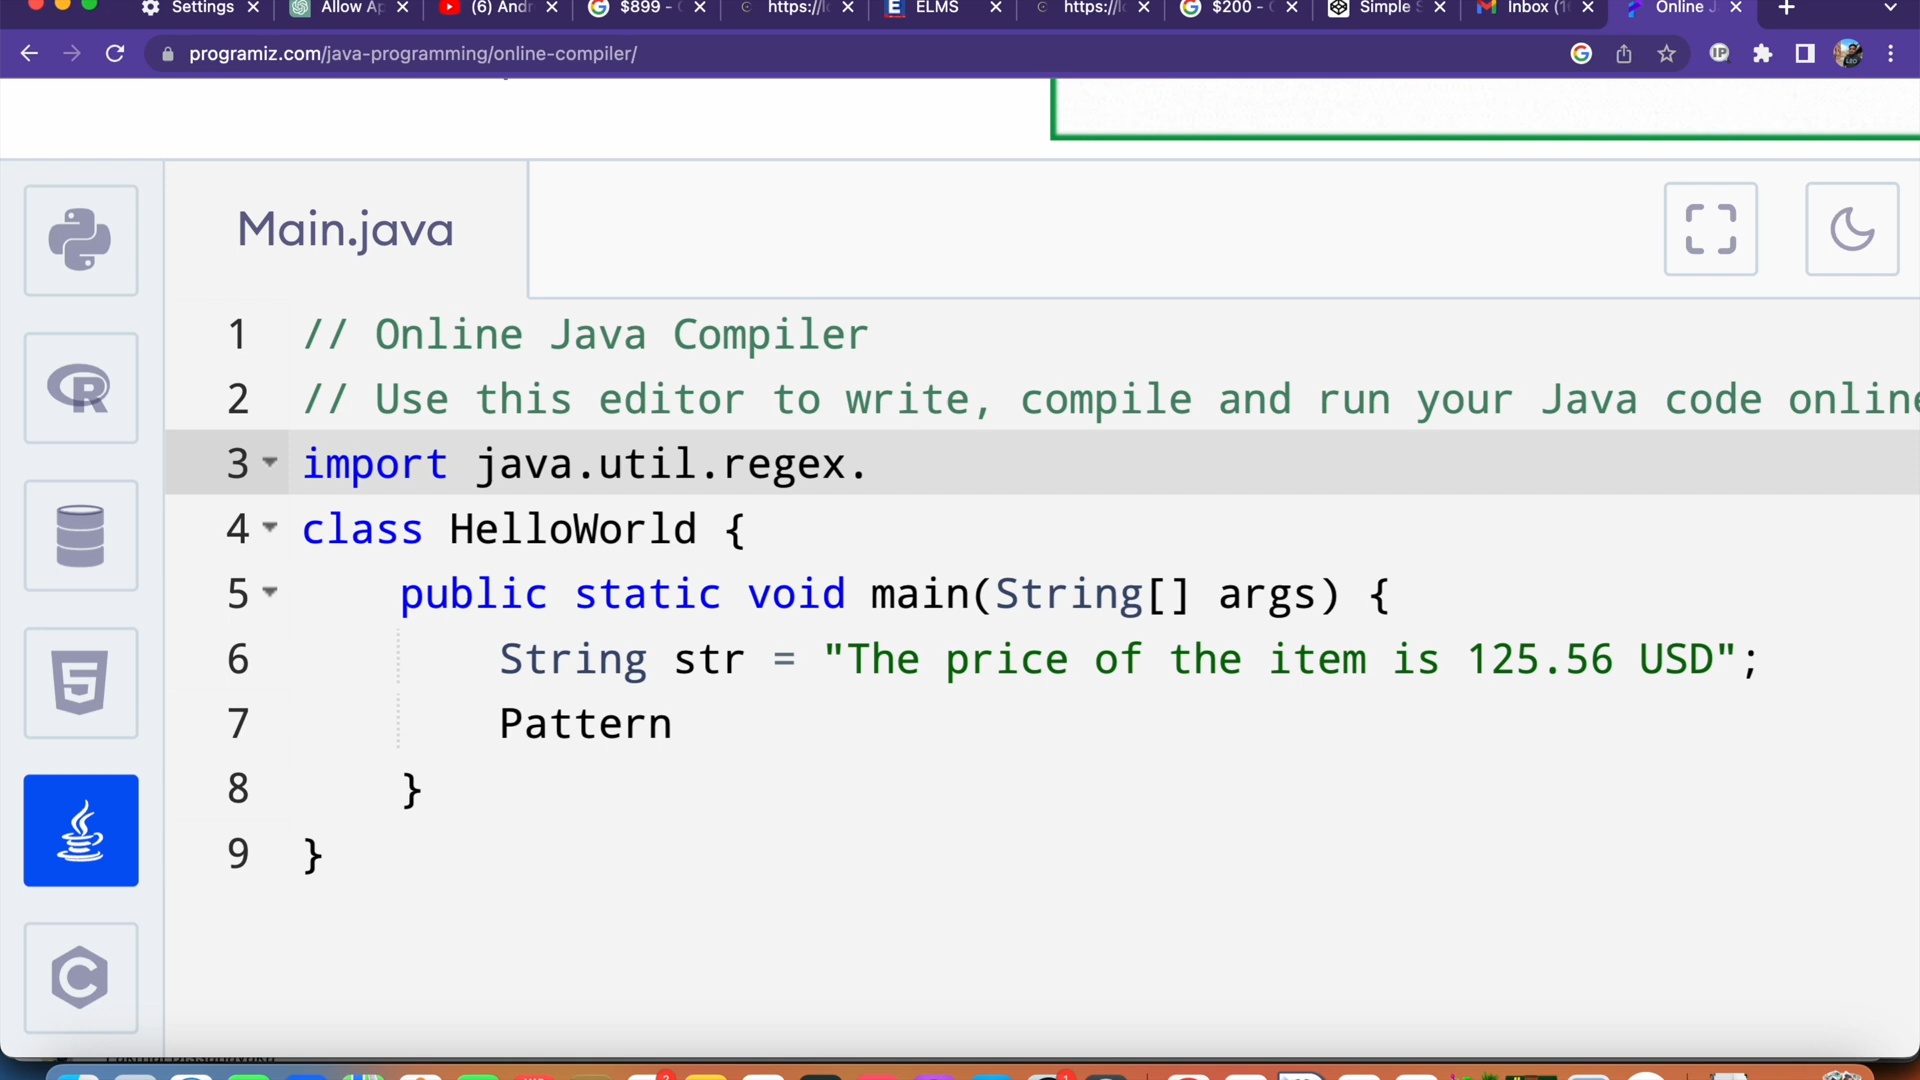 Settings
Allow Ap
(6) Andr
$899 -
https://lo
ELMS
https://lo
$200 -
Simple S
Inbox (1
Online J
programiz.com/java-programming/online-compiler/
Main.java
1 // Online Java Compiler
2 // Use this editor to write, compile and run your Java code online
3 import java.util.regex.
4 class HelloWorld {
5 public static void main(String[] args) {
6 String str = "The price of the item is 125.56 USD";
7 Pattern
8 }
9 }